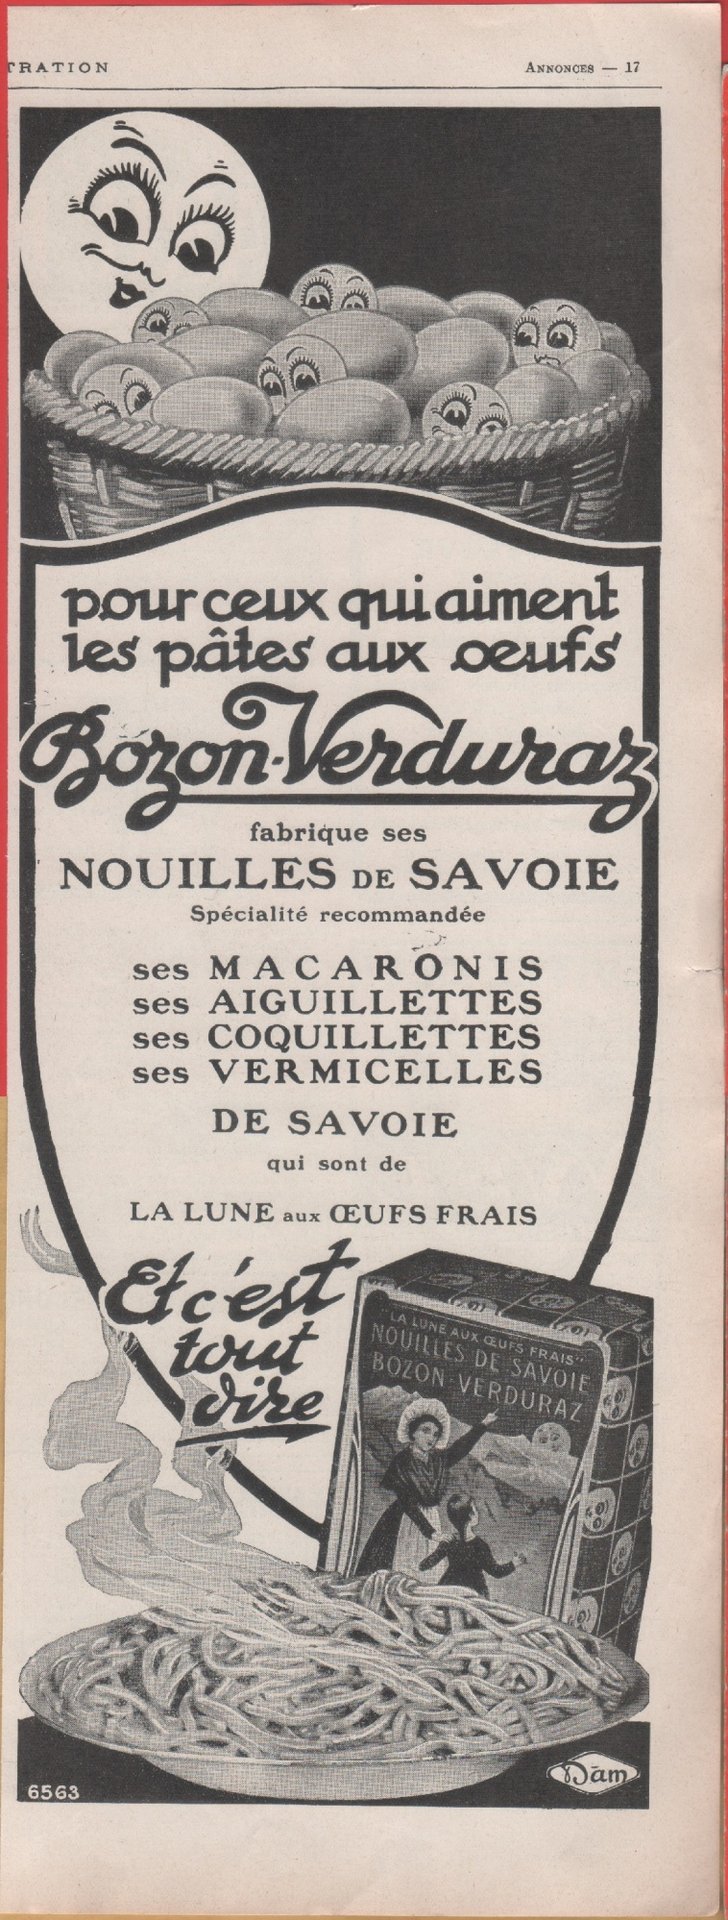 TRATION
ANNONCES — 17
pour ceux qui aiment
les pâtes aux oeufs
Bozon-Verduraz
fabrique ses
NOUILLES DE SAVOIE
Spécialité recommandée
ses MACARONIS
ses AIGUILLETTES
ses COQUILLETTES
ses VERMICELLES
DE SAVOIE
qui sont de
LA LUNE aux ŒUFS FRAIS
Et c'est
tout
dire
"LA LUNE AUX ŒUFS FRAIS"
NOUILLES DE SAVOIE
BOZON-VERDURAZ
6563
Dam